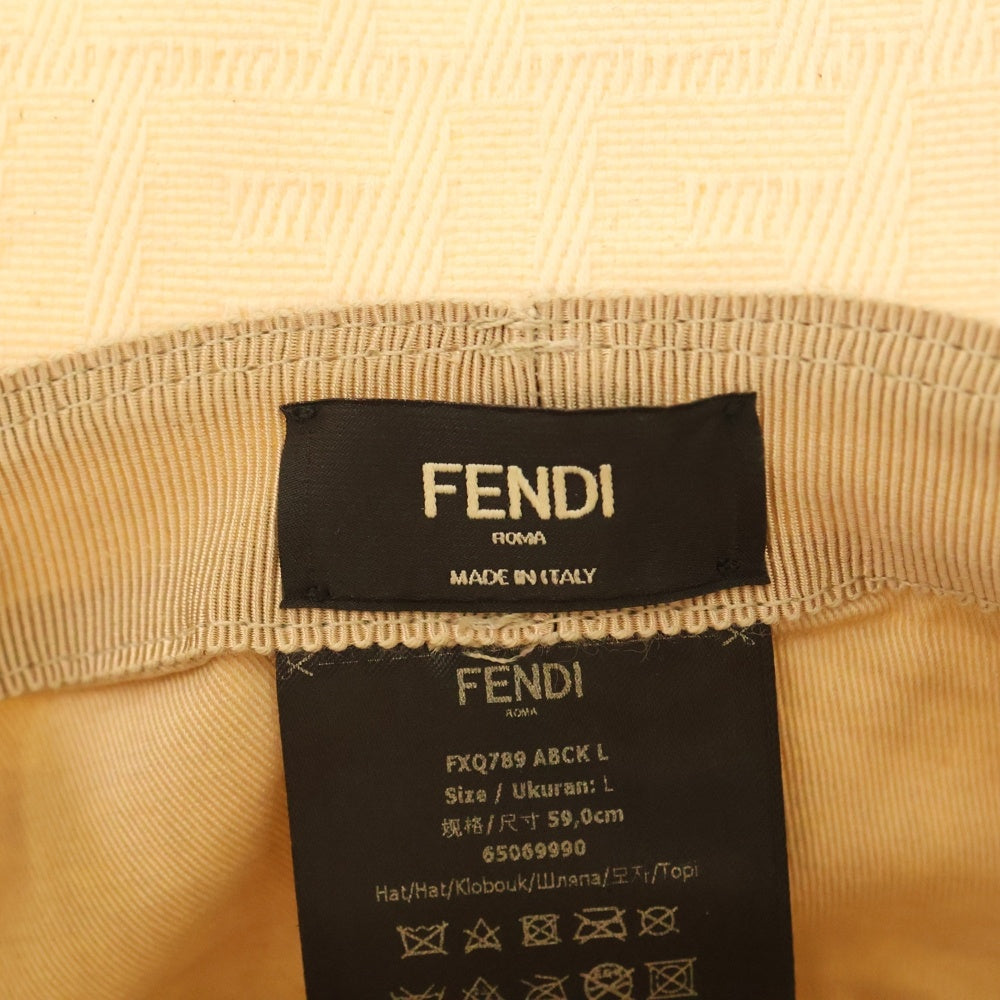 FENDI
ROMA
MADE IN ITALY
FENDI
ROMA
FXQ789 ABCK L
Size / Ukuran: L
规格/尺寸 59,0cm
65069990
Hat/Hat/Klobouk/Шляпа/모자/Topi